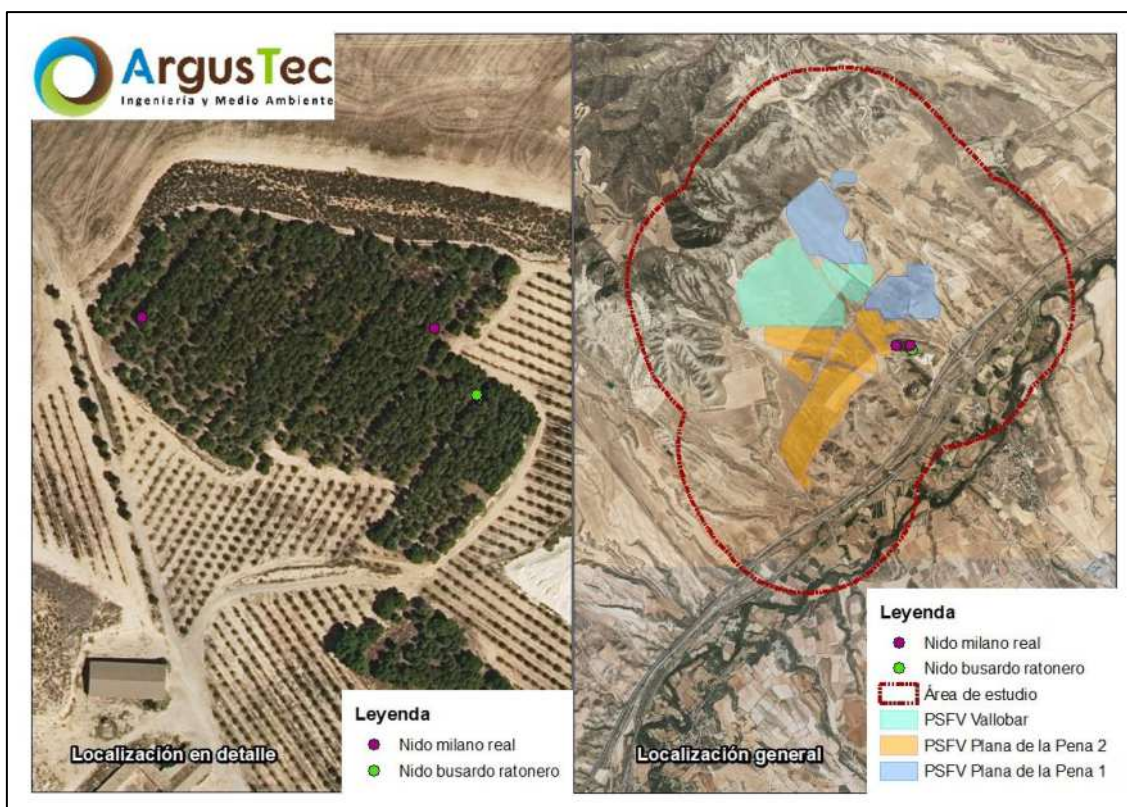 ArgusTec
Ingeniería y Medio Ambiente
Leyenda
Nido milano real
Nido busardo ratonero
Localización en detalle
Leyenda
Nido milano real
Nido busardo ratonero
Área de estudio
PSFV Vallobar
PSFV Plana de la Pena 2
PSFV Plana de la Pena 1
Localización general